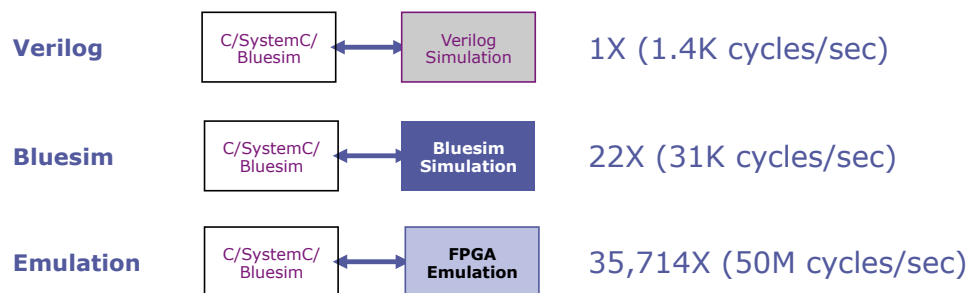 Verilog
C/SystemC/
Bluesim
Verilog
Simulation
1X (1.4K cycles/sec)
Bluesim
C/SystemC/
Bluesim
Bluesim
Simulation
22X (31K cycles/sec)
Emulation
C/SystemC/
Bluesim
FPGA
Emulation
35,714X (50M cycles/sec)